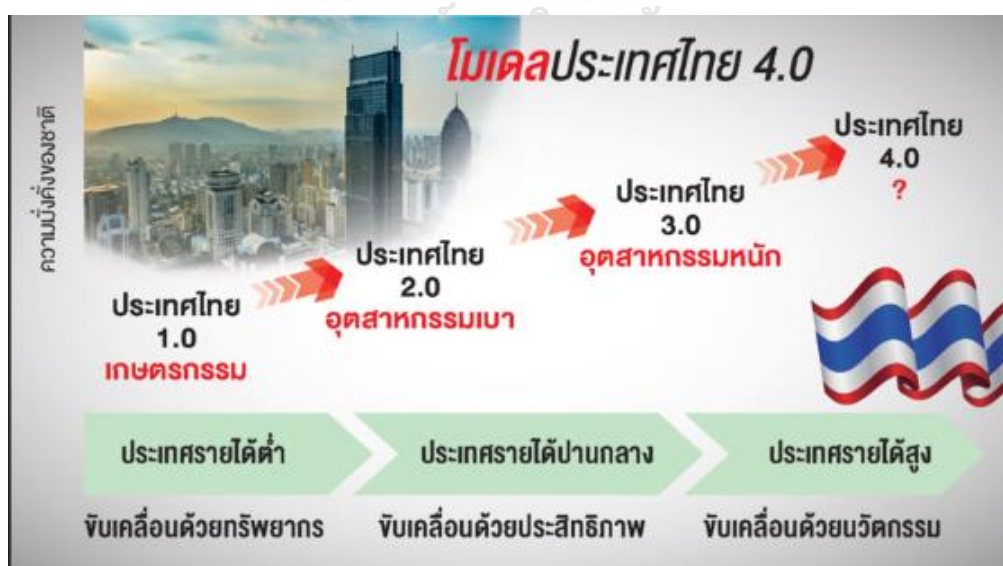 โมเดลประเทศไทย 4.0
ความมั่งคั่งของชาติ
ประเทศไทย
1.0
เกษตรกรรม
ประเทศไทย
2.0
อุตสาหกรรมเบา
ประเทศไทย
3.0
อุตสาหกรรมหนัก
ประเทศไทย
4.0
?
ประเทศรายได้ต่ำ
ประเทศรายได้ปานกลาง
ประเทศรายได้สูง
ขับเคลื่อนด้วยทรัพยากร
ขับเคลื่อนด้วยประสิทธิภาพ
ขับเคลื่อนด้วยนวัตกรรม